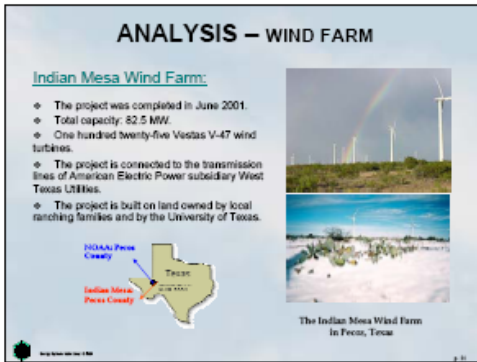 ANALYSIS – WIND FARM
Indian Mesa Wind Farm:
❖ The project was completed in June 2001.
❖ Total capacity: 82.5 MW.
❖ One hundred twenty-five Vestas V-47 wind
turbines.
❖ The project is connected to the transmission
lines of American Electric Power subsidiary West
Texas Utilities.
❖ The project is built on land owned by local
ranching families and by the University of Texas.
NOAA: Pecos
County
Texas
Indian Mesa:
Pecos County
The Indian Mesa Wind Farm
in Pecos, Texas